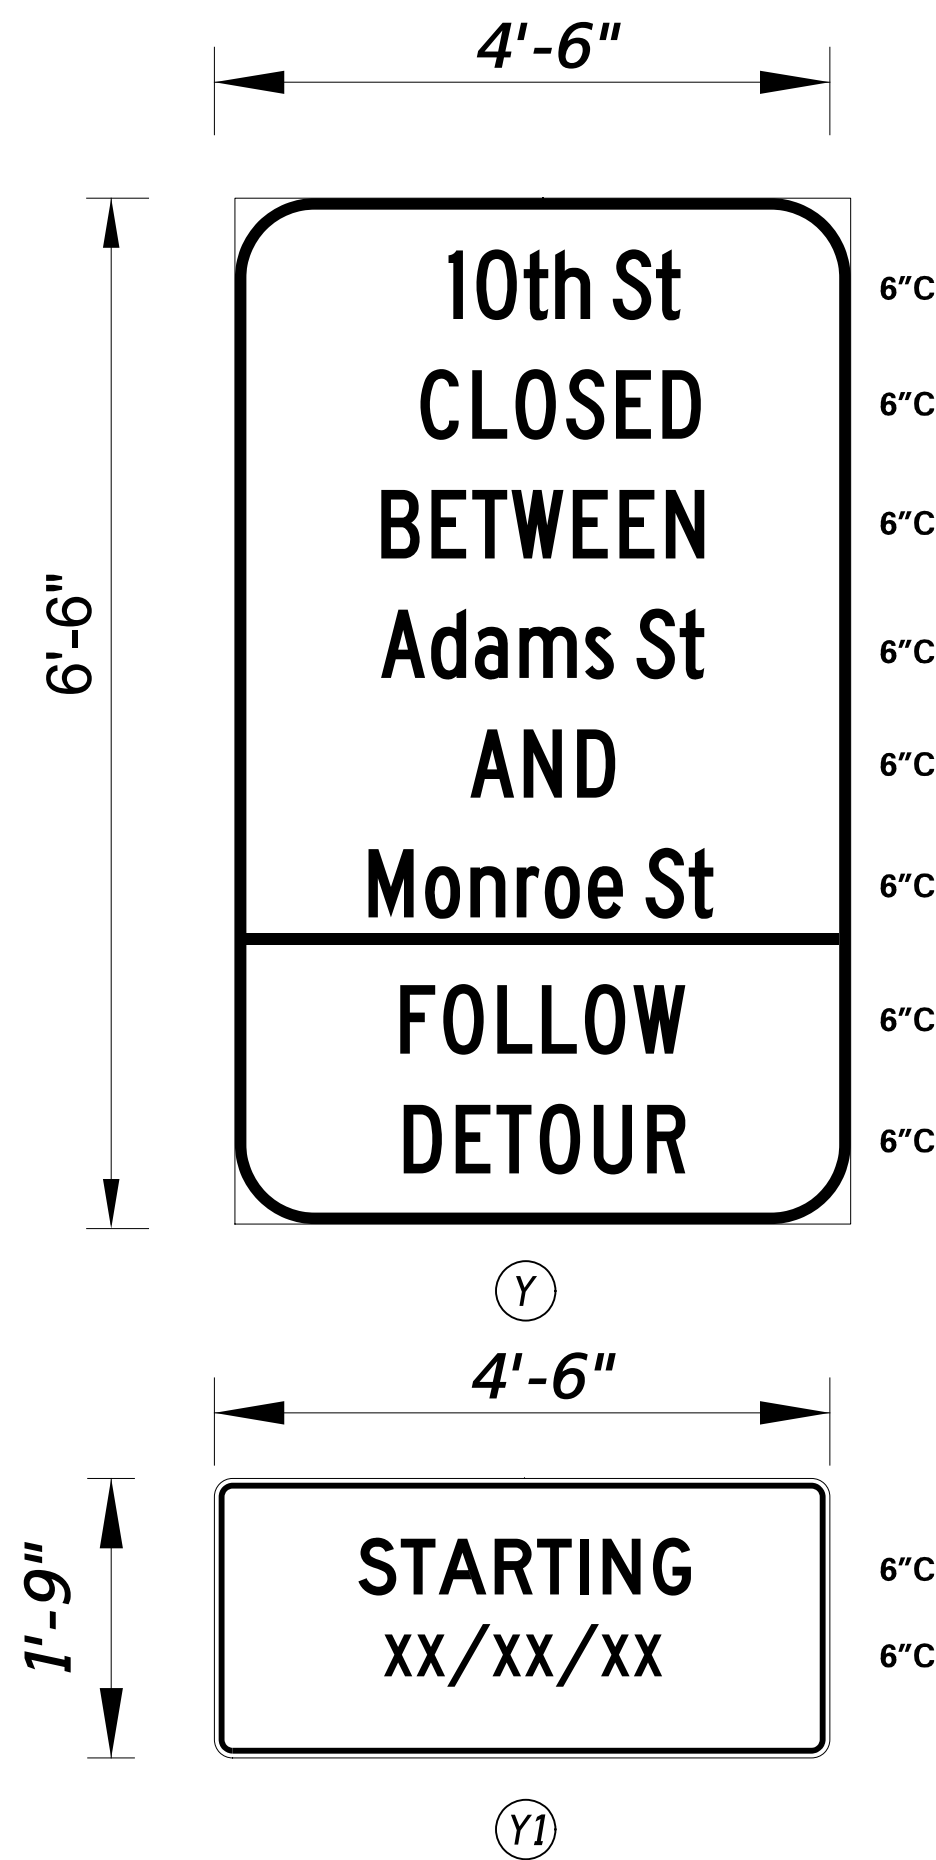 4'-6"
10th St 6"C
CLOSED 6"C
BETWEEN 6"C
6'-6"
Adams St 6"C
AND 6"C
Monroe St 6"C
FOLLOW 6"C
DETOUR 6"C
Y
4'-6"
1'-9"
STARTING 6"C
XX/XX/XX 6"C
Y1